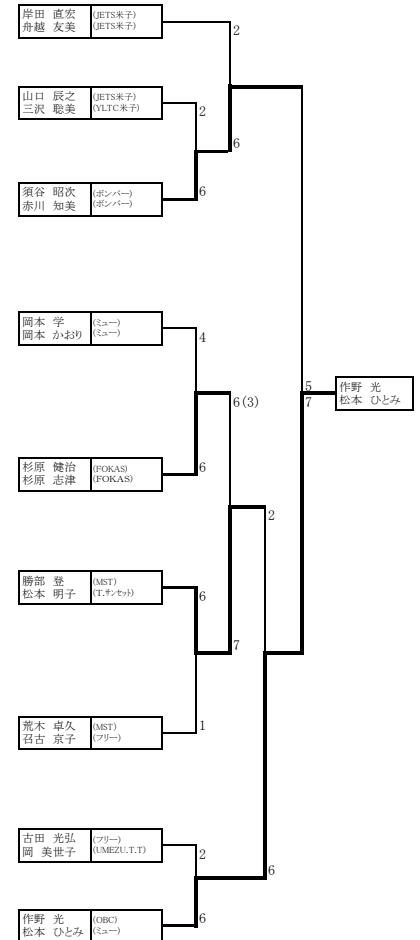 岸田 直宏 (JETS米子)
舟越 友美 (JETS米子)
2
山口 辰之 (JETS米子)
三沢 聡美 (YLTC米子)
2
6
須谷 昭次 (ボンバー)
赤川 知美 (ボンバー)
6
岡本 学 (ミュー)
岡本 かおり (ミュー)
4
5
7
作野 光
松本 ひとみ
6(3)
杉原 健治 (FOKAS)
杉原 志津 (FOKAS)
6
2
勝部 登 (MST)
松本 明子 (T.サンセット)
6
7
荒木 卓久 (MST)
召古 京子 (フリー)
1
古田 光弘 (フリー)
岡 美世子 (UMEZU.T.T)
2
6
作野 光 (OBC)
松本 ひとみ (ミュー)
6